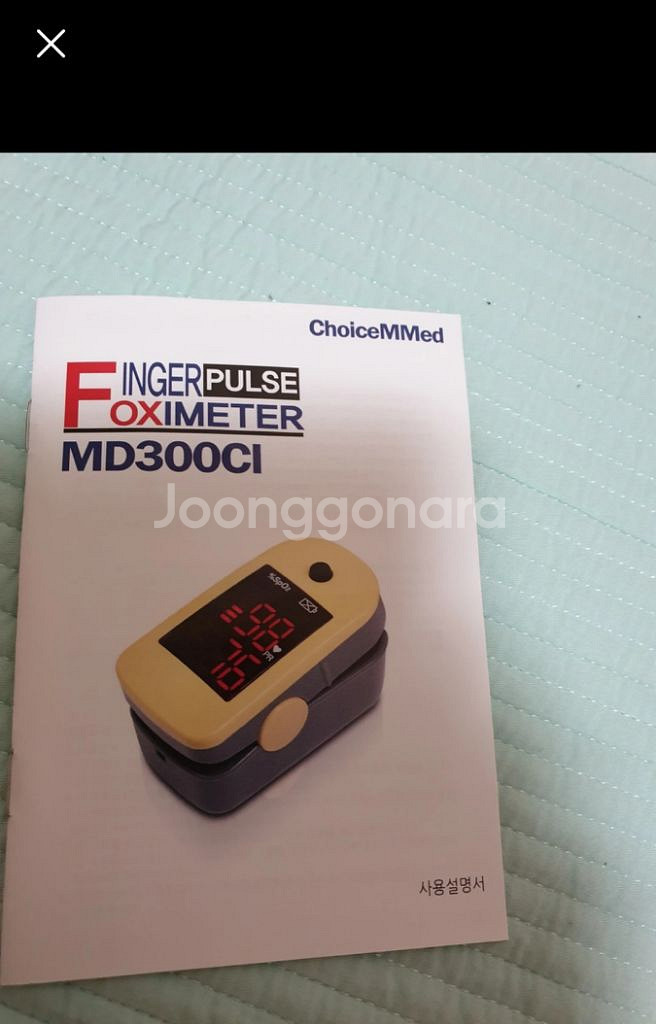 ChoiceMMed
FINGER PULSE
OXIMETER
MD300CI
Joonggonara
%SpO₂
98
76
PR
사용설명서